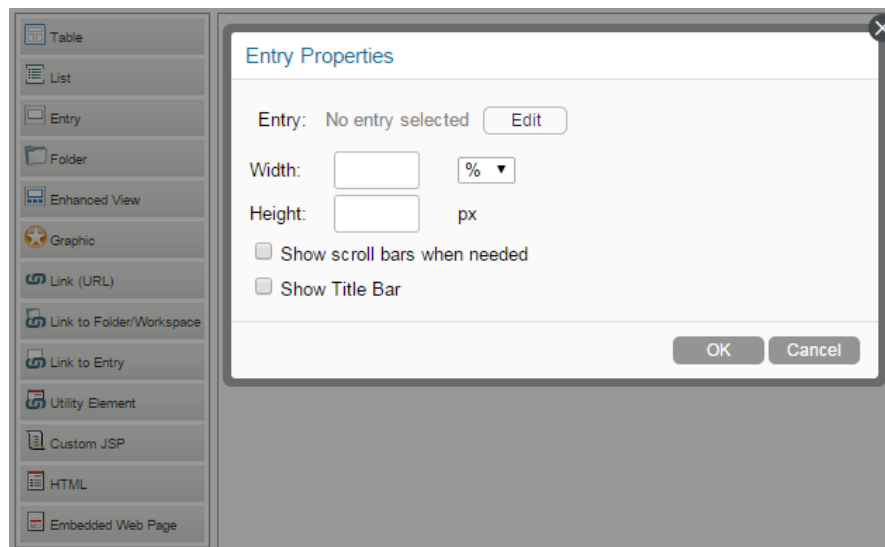 Table
List
Entry
Folder
Enhanced View
Graphic
Link (URL)
Link to Folder/Workspace
Link to Entry
Utility Element
Custom JSP
HTML
Embedded Web Page
Entry Properties
Entry: No entry selected Edit
Width: %
Height: px
Show scroll bars when needed
Show Title Bar
OK Cancel